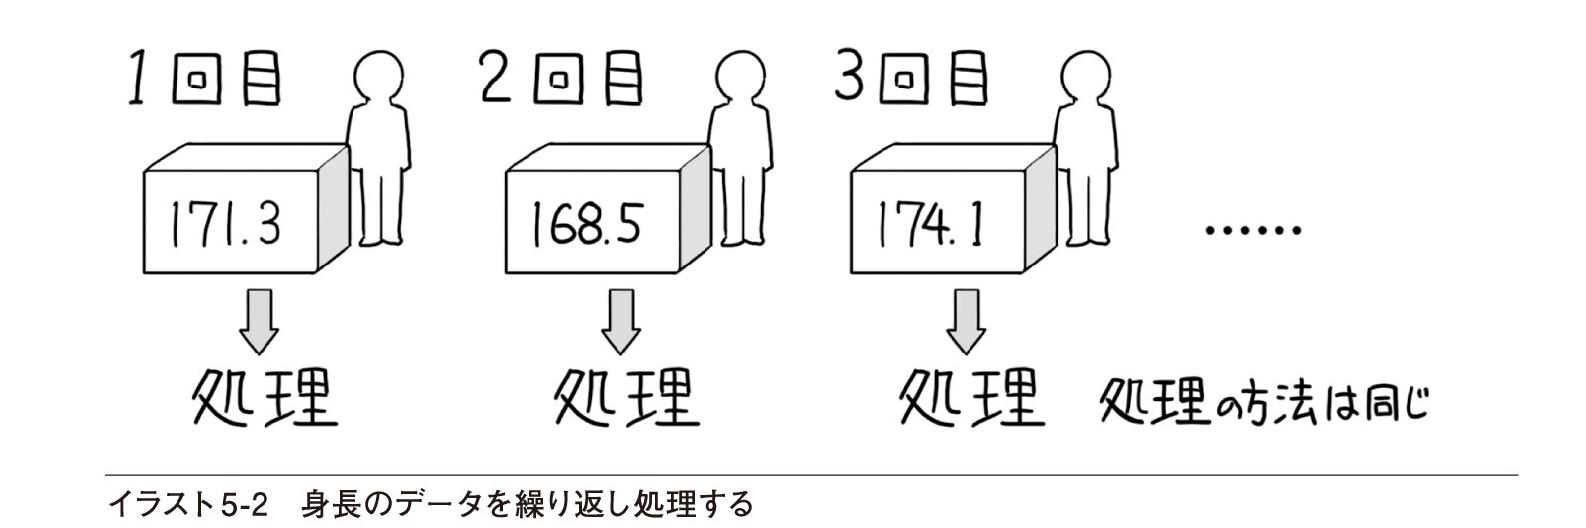 1回目 2回目 3回目
171.3 168.5 174.1 ……
処理 処理 処理 処理の方法は同じ
イラスト5-2　身長のデータを繰り返し処理する